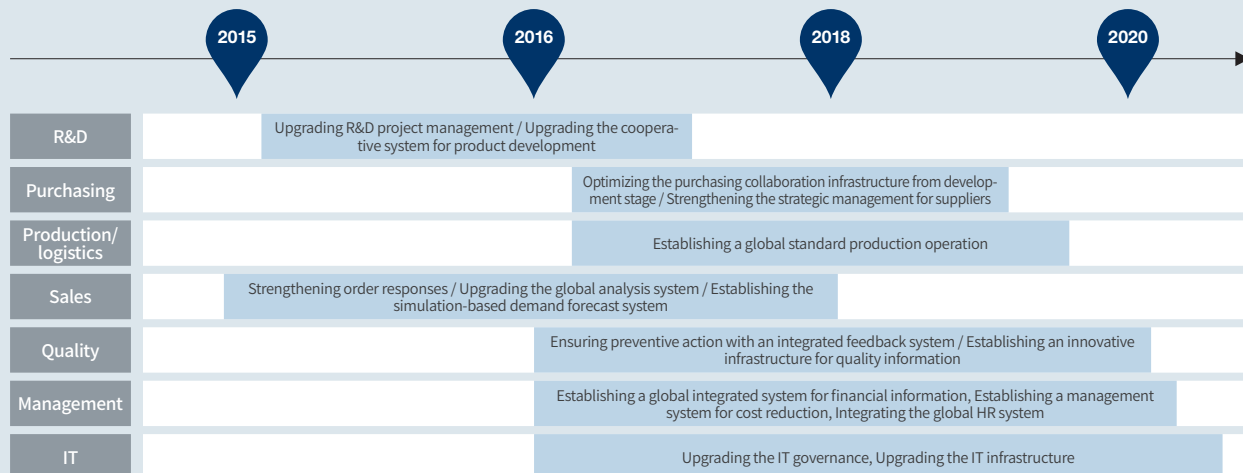 2015
2016
2018
2020
R&D
Upgrading R&D project management / Upgrading the coopera-
tive system for product development
Purchasing
Optimizing the purchasing collaboration infrastructure from develop-
ment stage / Strengthening the strategic management for suppliers
Production/
logistics
Establishing a global standard production operation
Sales
Strengthening order responses / Upgrading the global analysis system / Establishing the
simulation-based demand forecast system
Quality
Ensuring preventive action with an integrated feedback system / Establishing an innovative
infrastructure for quality information
Management
Establishing a global integrated system for financial information, Establishing a management
system for cost reduction, Integrating the global HR system
IT
Upgrading the IT governance, Upgrading the IT infrastructure